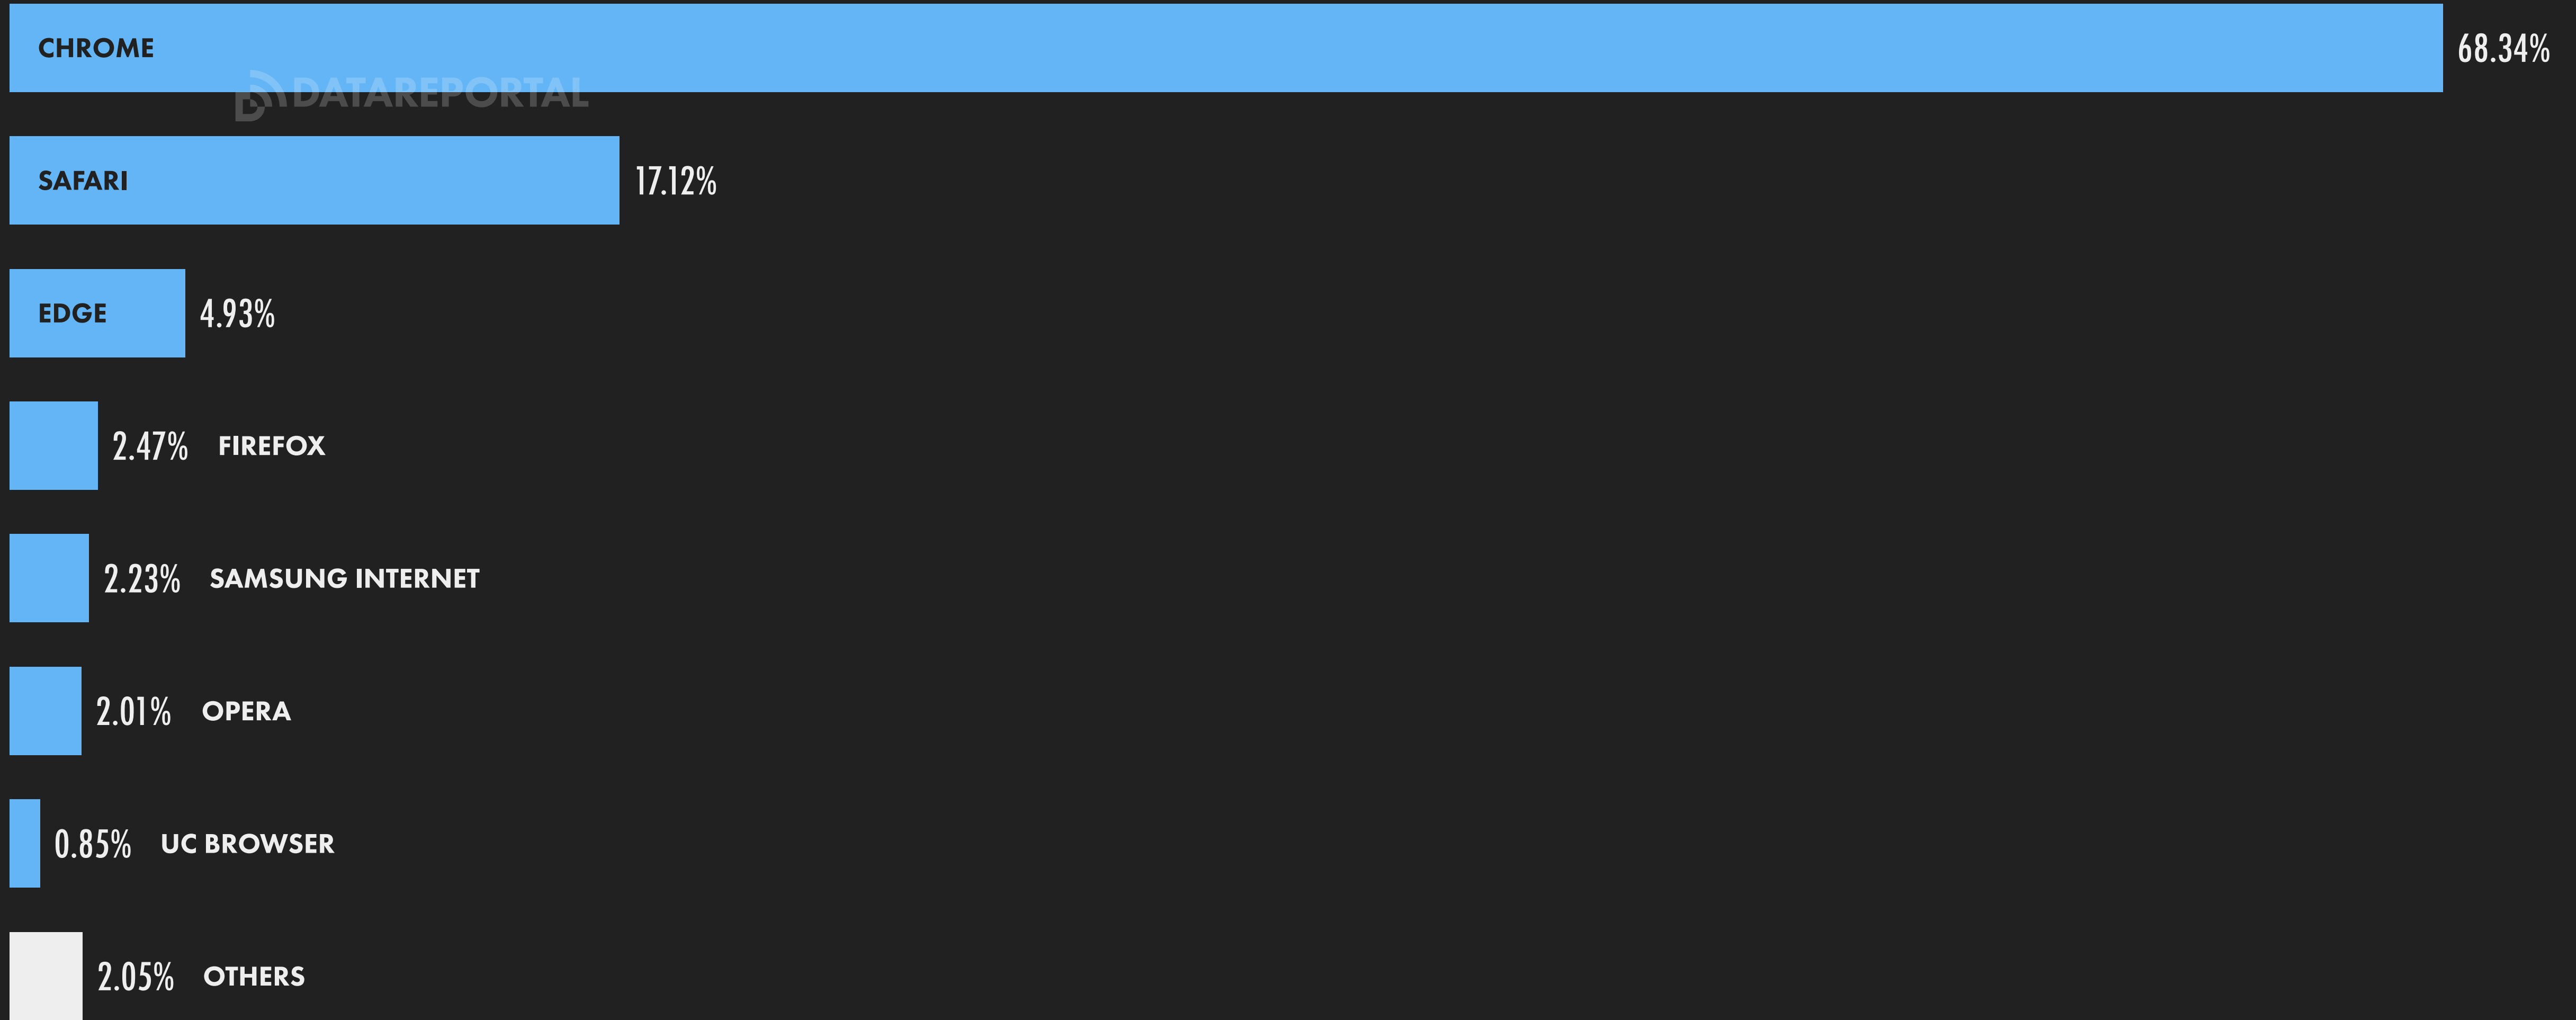 CHROME 68.34%
DATAREPORTAL
SAFARI 17.12%
EDGE 4.93%
2.47% FIREFOX
2.23% SAMSUNG INTERNET
2.01% OPERA
0.85% UC BROWSER
2.05% OTHERS